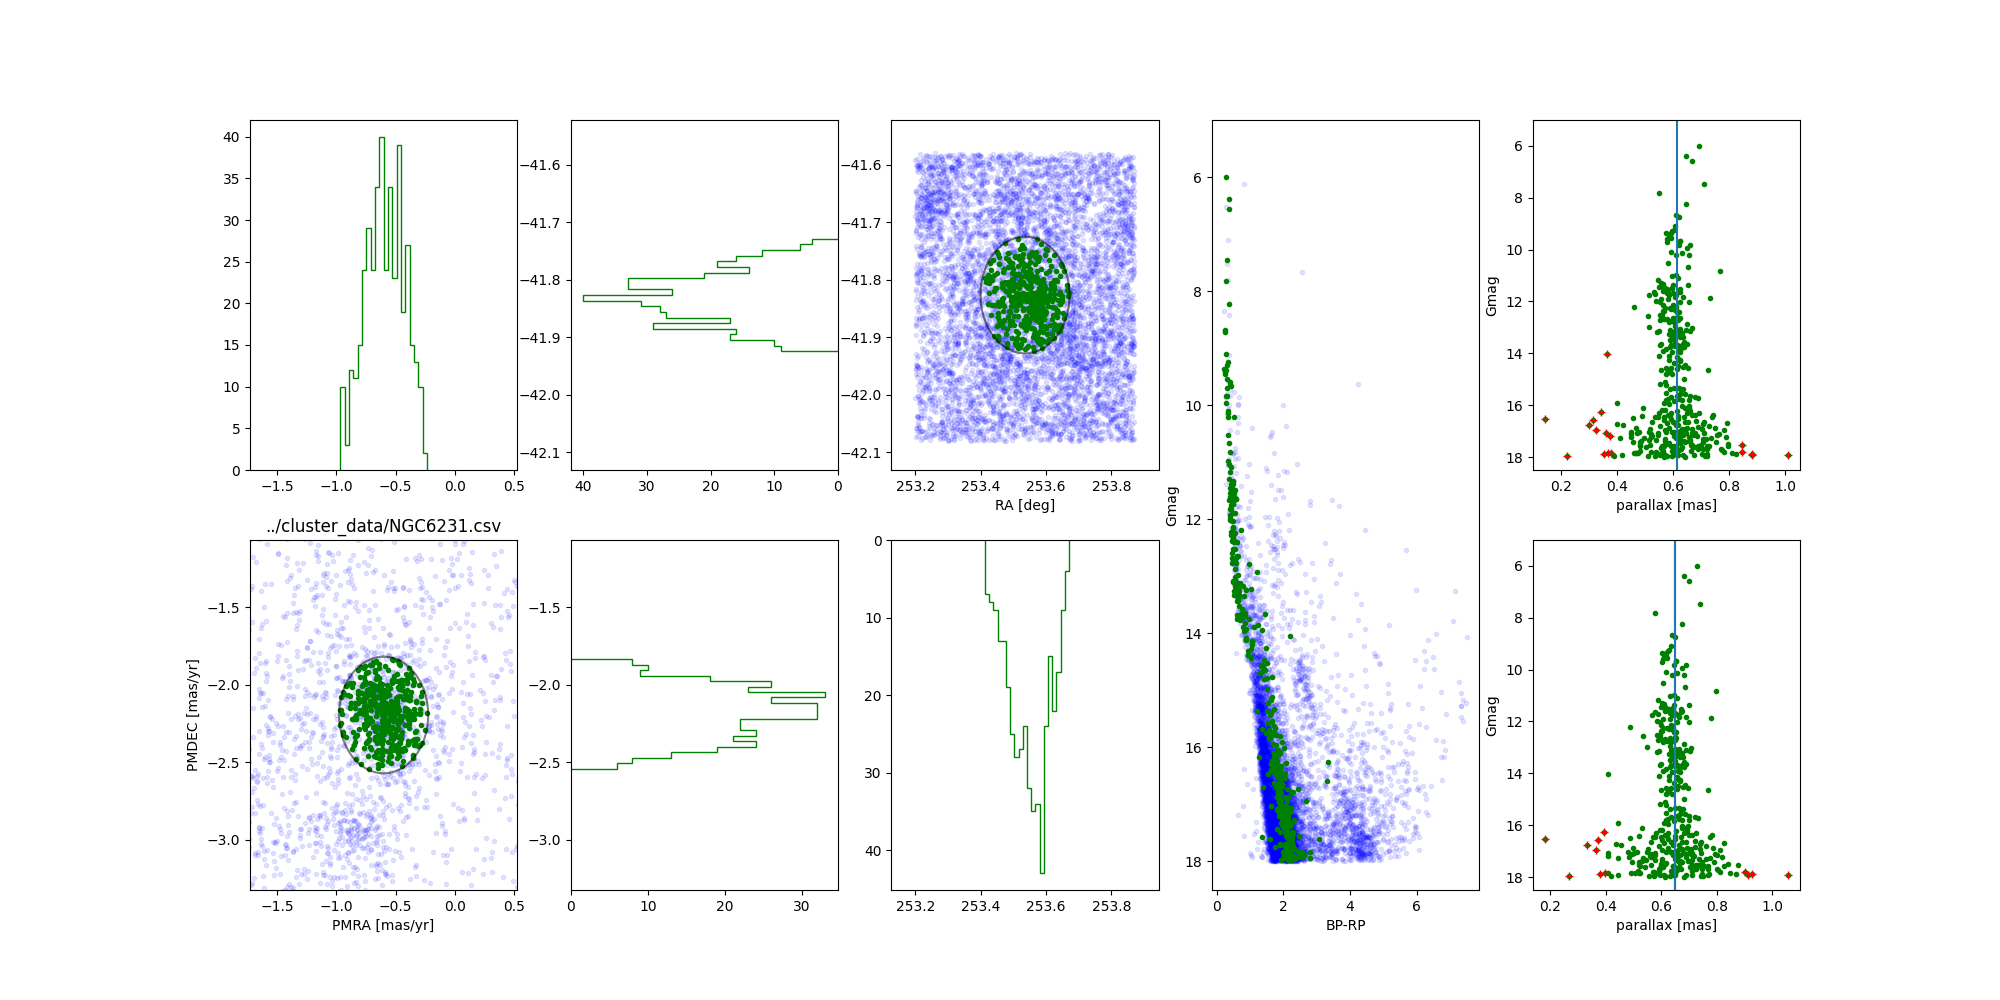 40
35
30
25
20
15
10
5
0
−1.5 −1.0 −0.5 0.0 0.5
−41.6
−41.7
−41.8
−41.9
−42.0
−42.1
40 30 20 10 0
−41.6
−41.7
−41.8
−41.9
−42.0
−42.1
253.2 253.4 253.6 253.8
RA [deg]
6
8
10
12
14
16
18
Gmag
0 2 4 6
BP-RP
6
8
10
12
14
16
18
Gmag
0.2 0.4 0.6 0.8 1.0
parallax [mas]
../cluster_data/NGC6231.csv
−1.5
−2.0
−2.5
−3.0
PMDEC [mas/yr]
−1.5 −1.0 −0.5 0.0 0.5
PMRA [mas/yr]
−1.5
−2.0
−2.5
−3.0
0 10 20 30
0
10
20
30
40
253.2 253.4 253.6 253.8
6
8
10
12
14
16
18
Gmag
0.2 0.4 0.6 0.8 1.0
parallax [mas]